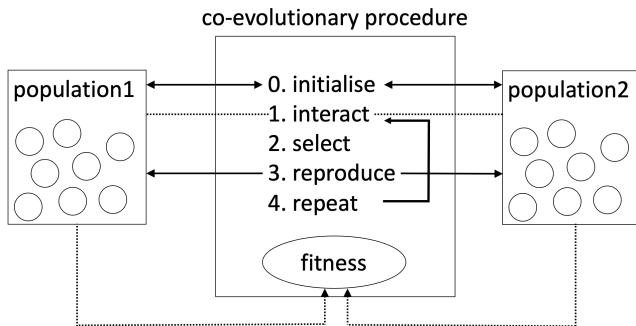 co-evolutionary procedure
population1
0. initialise
1. interact
2. select
3. reproduce
4. repeat
fitness
population2